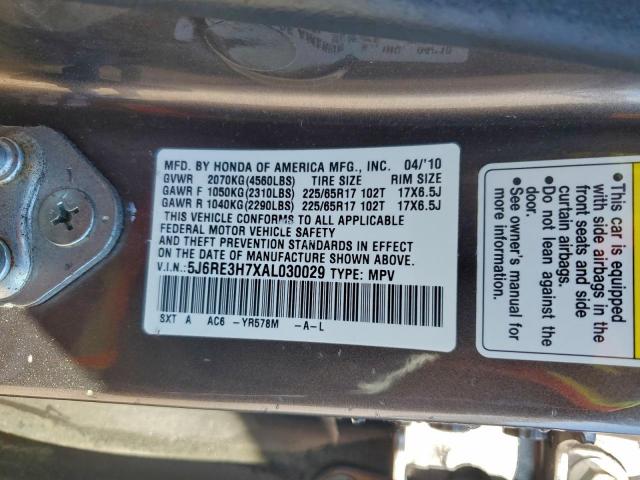 MFD. BY HONDA OF AMERICA MFG., INC. 04/'10
GVWR 2070KG(4560LBS) TIRE SIZE RIM SIZE
GAWR F 1050KG(2310LBS) 225/65R17 102T 17X6.5J
GAWR R 1040KG(2290LBS) 225/65R17 102T 17X6.5J
THIS VEHICLE CONFORMS TO ALL APPLICABLE
FEDERAL MOTOR VEHICLE SAFETY
AND THEFT PREVENTION STANDARDS IN EFFECT
ON THE DATE OF MANUFACTURE SHOWN ABOVE.
V.I.N.: 5J6RE3H7XAL030029 TYPE: MPV
SXT A AC6 -YR578M -A-L
•This car is equipped
with side airbags in the
front seats and side
curtain airbags.
•Do not lean against the
door.
•See owner's manual for
more information.